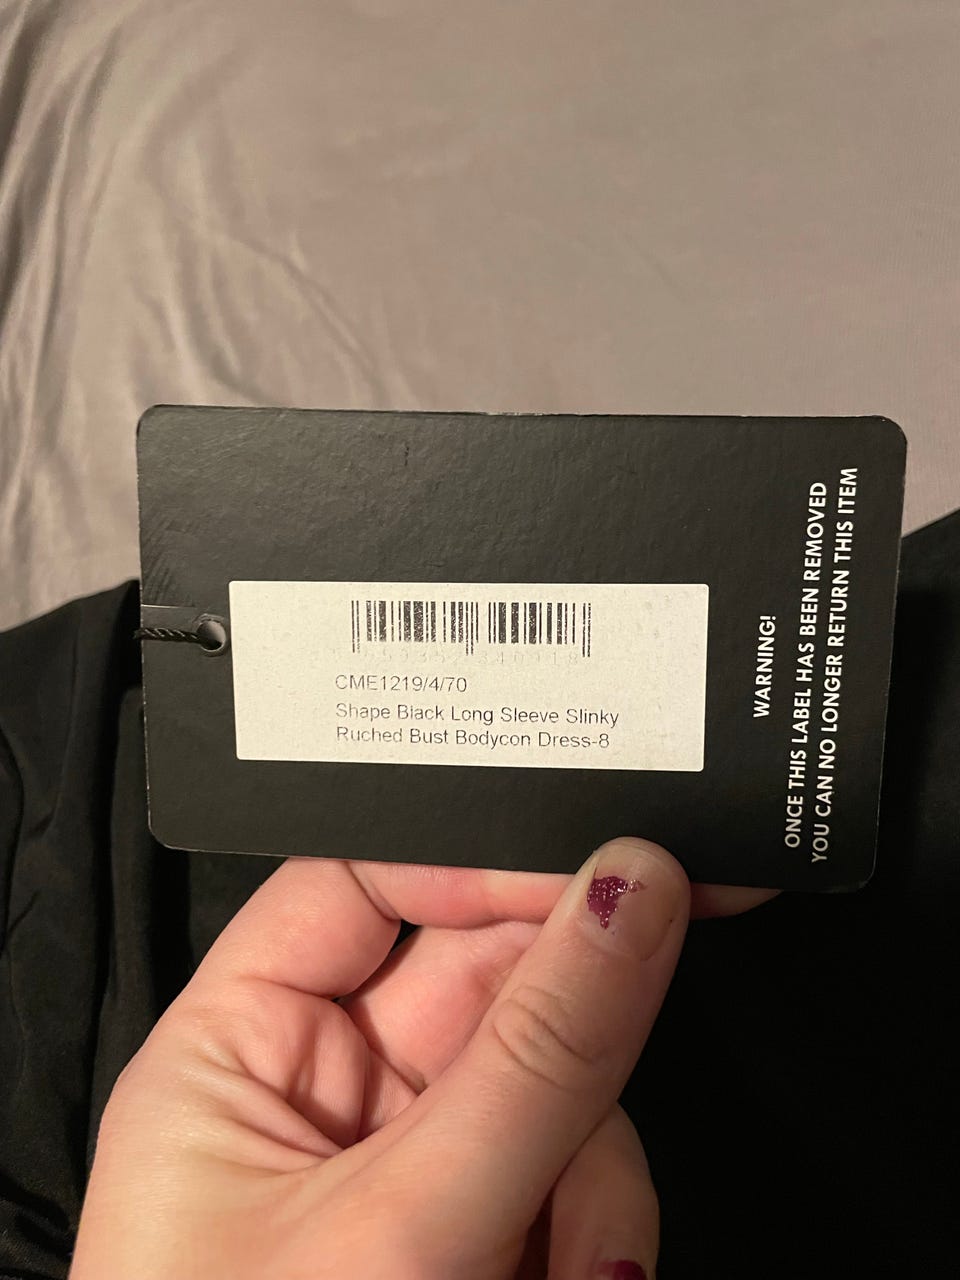 CME1219/4/70
Shape Black Long Sleeve Slinky
Ruched Bust Bodycon Dress-8
WARNING!
ONCE THIS LABEL HAS BEEN REMOVED
YOU CAN NO LONGER RETURN THIS ITEM